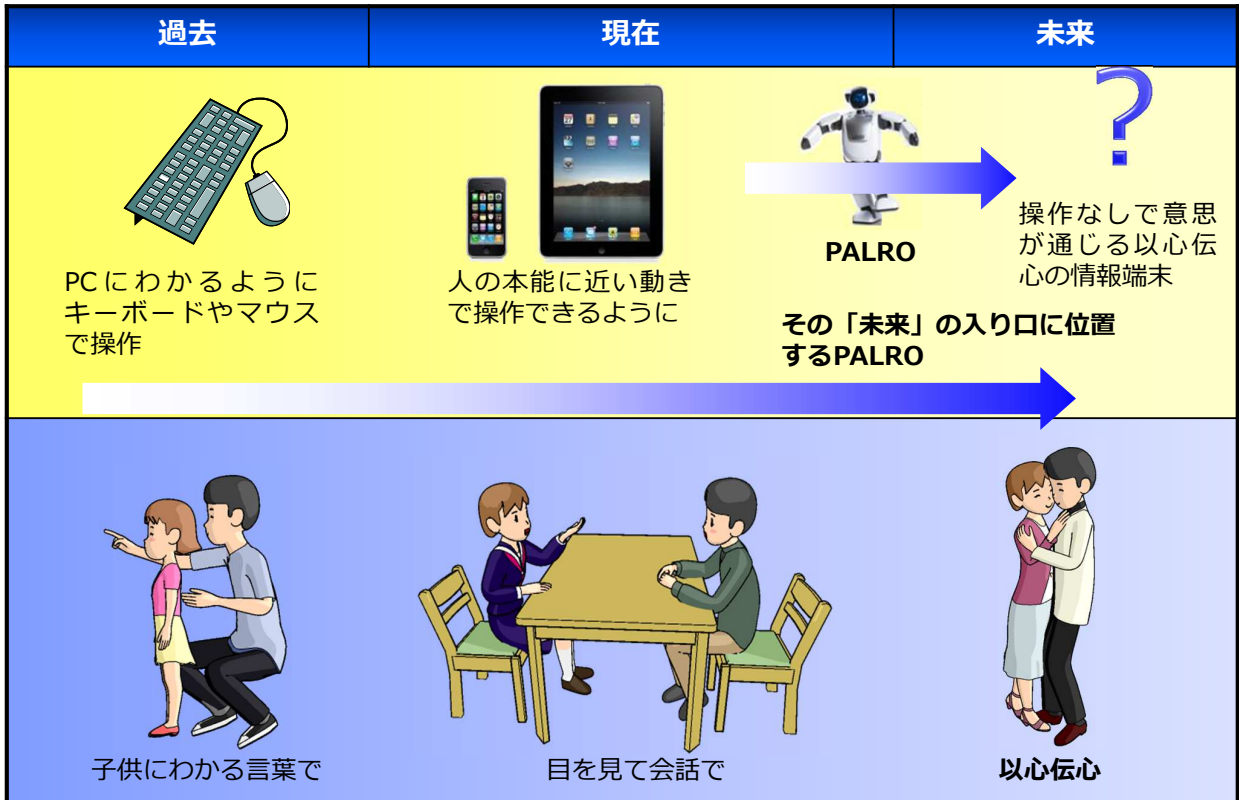 過去
現在
未来
?
PCにわかるように
キーボードやマウス
で操作
人の本能に近い動き
で操作できるように
PALRO
操作なしで意思
が通じる以心伝
心の情報端末
その「未来」の入り口に位置
するPALRO
子供にわかる言葉で
目を見て会話で
以心伝心